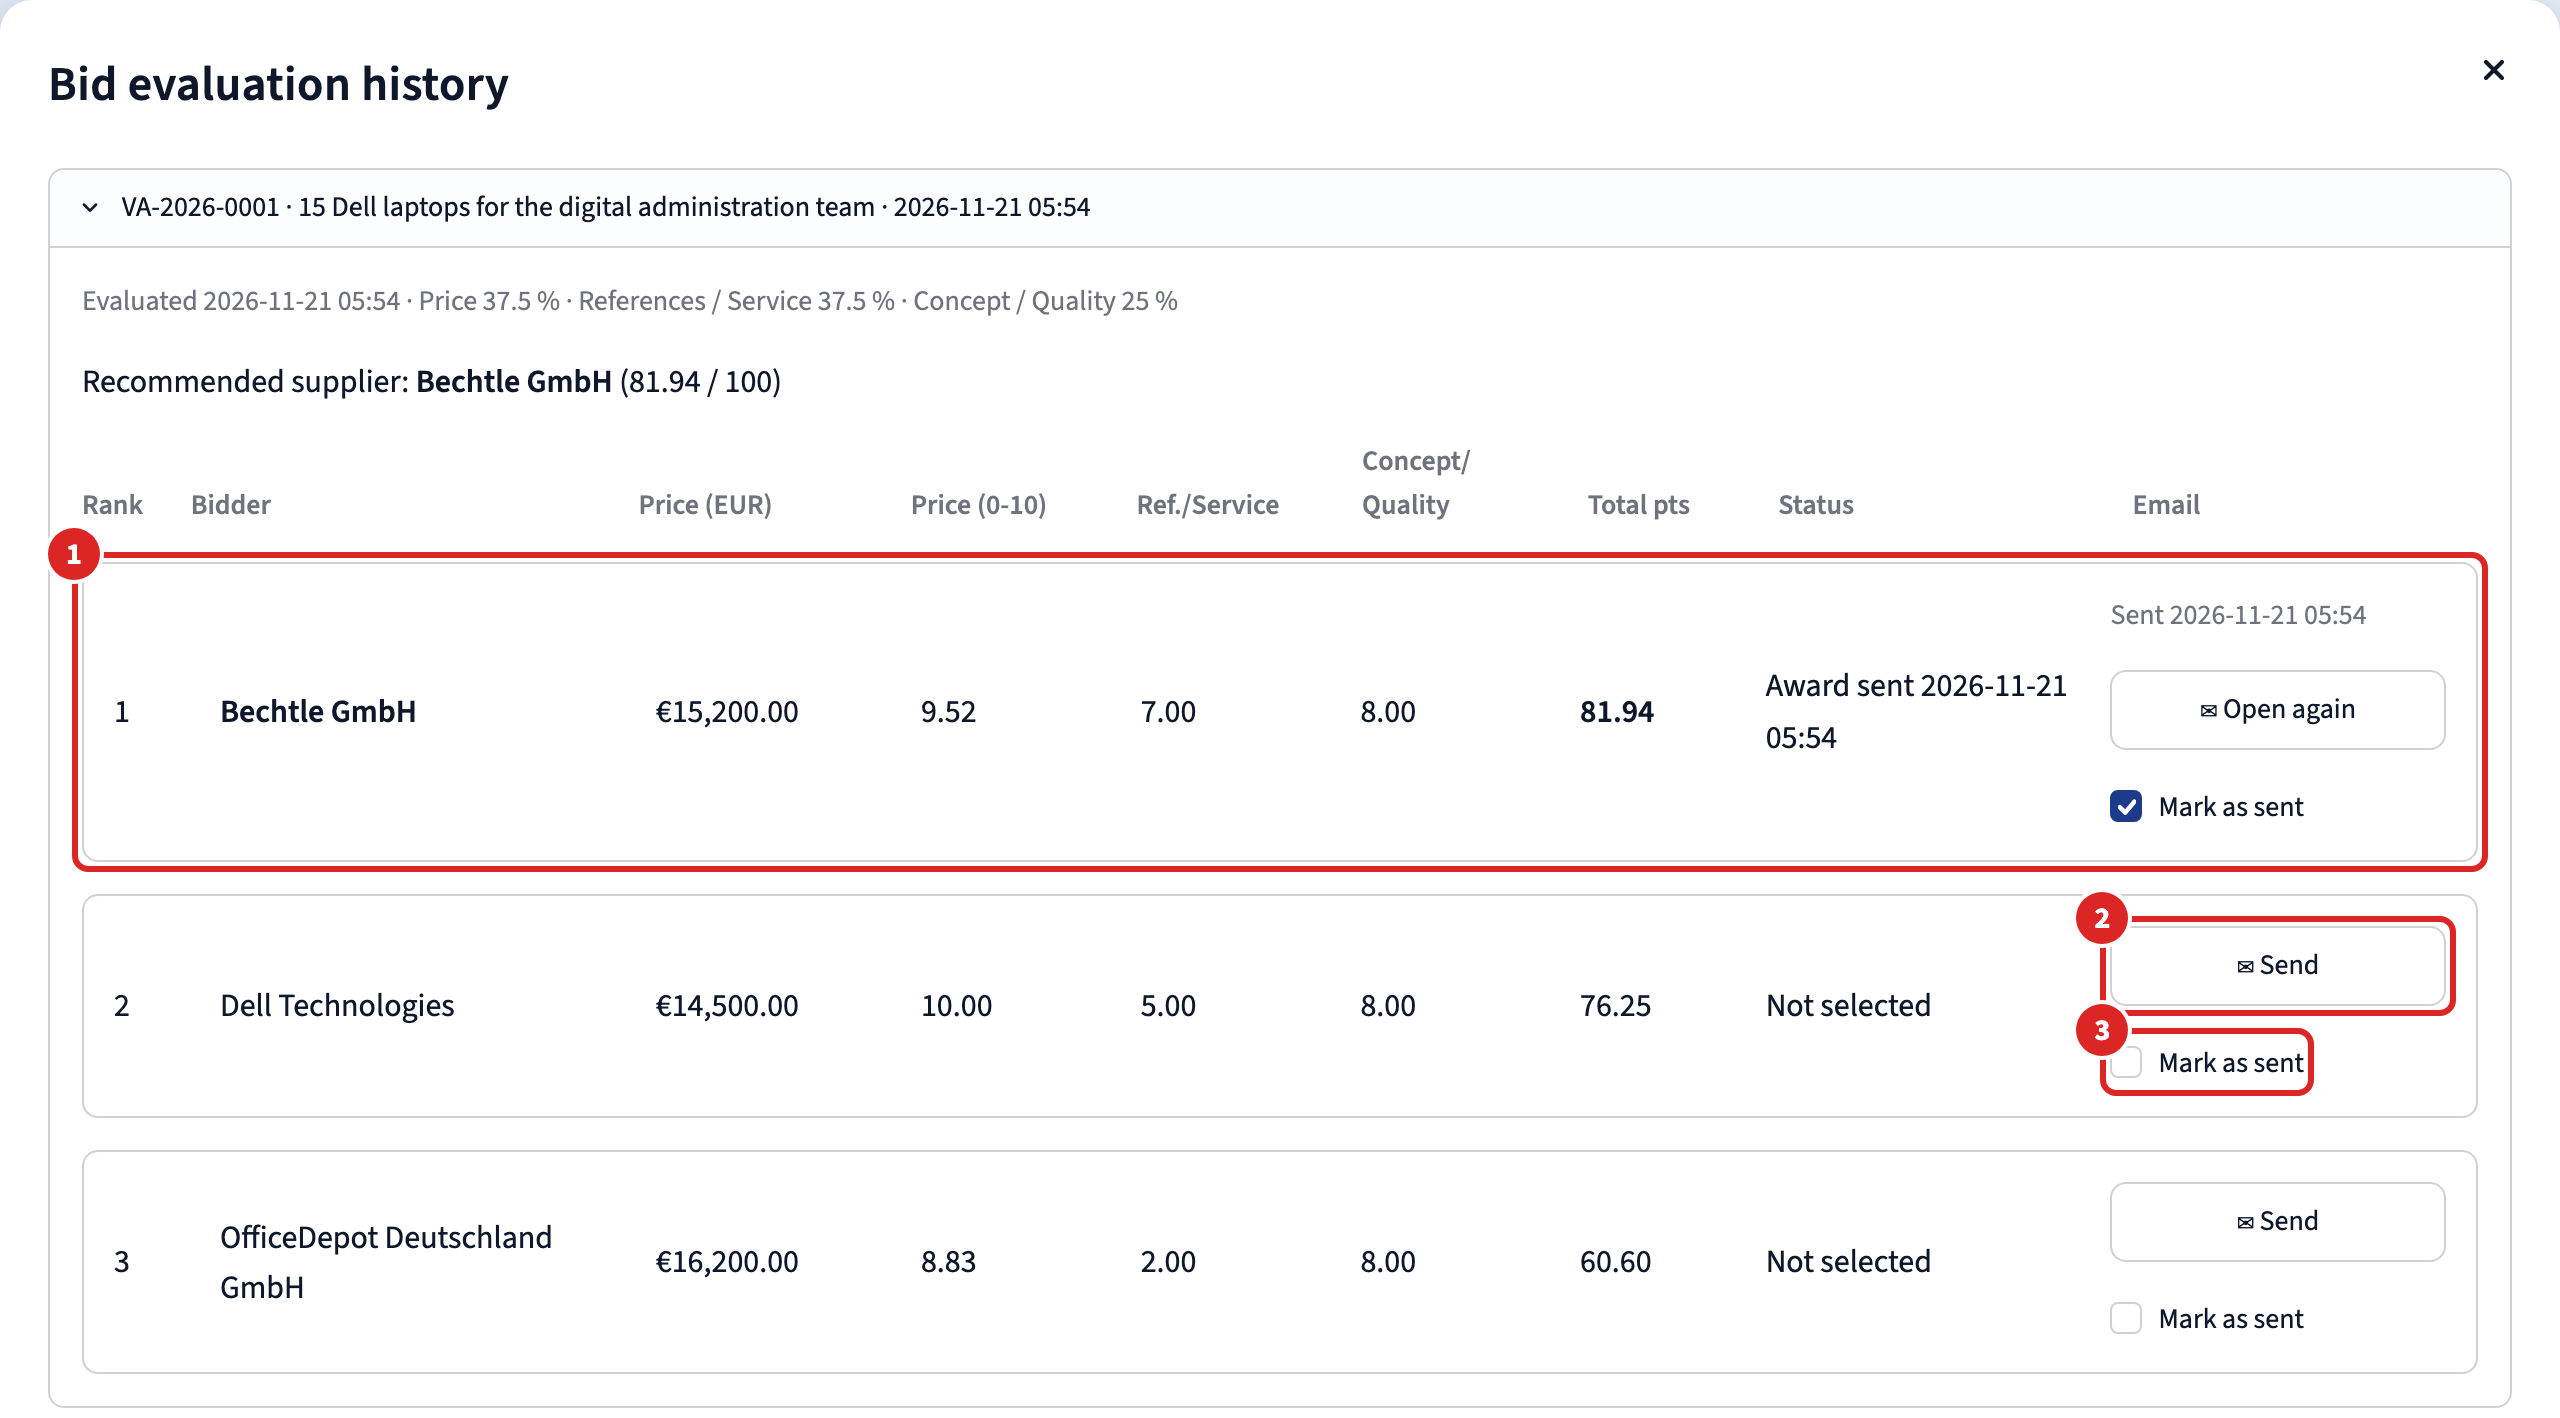 Bid evaluation history
VA-2026-0001 · 15 Dell laptops for the digital administration team · 2026-11-21 05:54
Evaluated 2026-11-21 05:54 · Price 37.5 % · References / Service 37.5 % · Concept / Quality 25 %
Recommended supplier: Bechtle GmbH (81.94 / 100)
Rank Bidder Price (EUR) Price (0-10) Ref./Service Concept/
Quality Total pts Status Email
1
1 Bechtle GmbH €15,200.00 9.52 7.00 8.00 81.94 Award sent 2026-11-21
05:54
Sent 2026-11-21 05:54
✉ Open again
Mark as sent
2 Dell Technologies €14,500.00 10.00 5.00 8.00 76.25 Not selected
2
✉ Send
3
Mark as sent
3 OfficeDepot Deutschland
GmbH €16,200.00 8.83 2.00 8.00 60.60 Not selected
✉ Send
Mark as sent